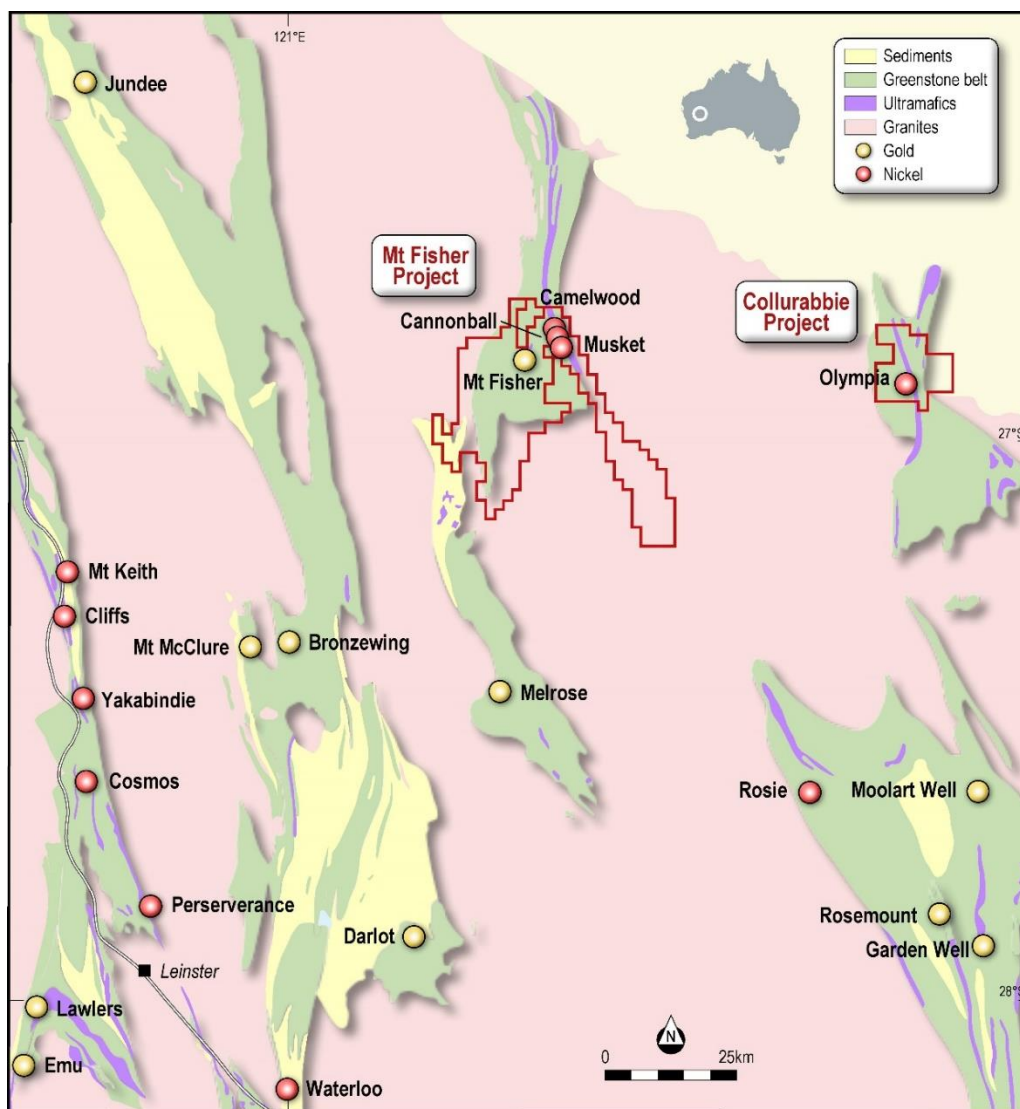 121°E
Jundee
Sediments
Greenstone belt
Ultramafics
Granites
Gold
Nickel
Mt Fisher
Project
Camelwood
Cannonball
Musket
Mt Fisher
Collurabbie
Project
Olympia
27°S
Mt Keith
Cliffs
Mt McClure
Bronzewing
Yakabindie
Melrose
Cosmos
Rosie
Moolart Well
Perserverance
Rosemount
Darlot
Garden Well
Leinster
28°S
Lawlers
N
0 25km
Emu
Waterloo